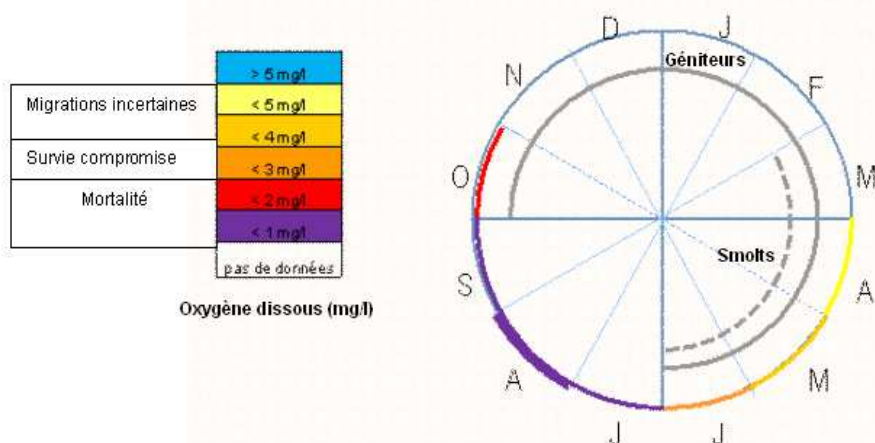 > 5 mg/l
Migrations incertaines
< 5 mg/l
< 4 mg/l
Survie compromise
< 3 mg/l
Mortalité
< 2 mg/l
< 1 mg/l
pas de données
Oxygène dissous (mg/l)
D
J
Géniteurs
N
F
O
M
Smolts
S
A
A
M
J
J